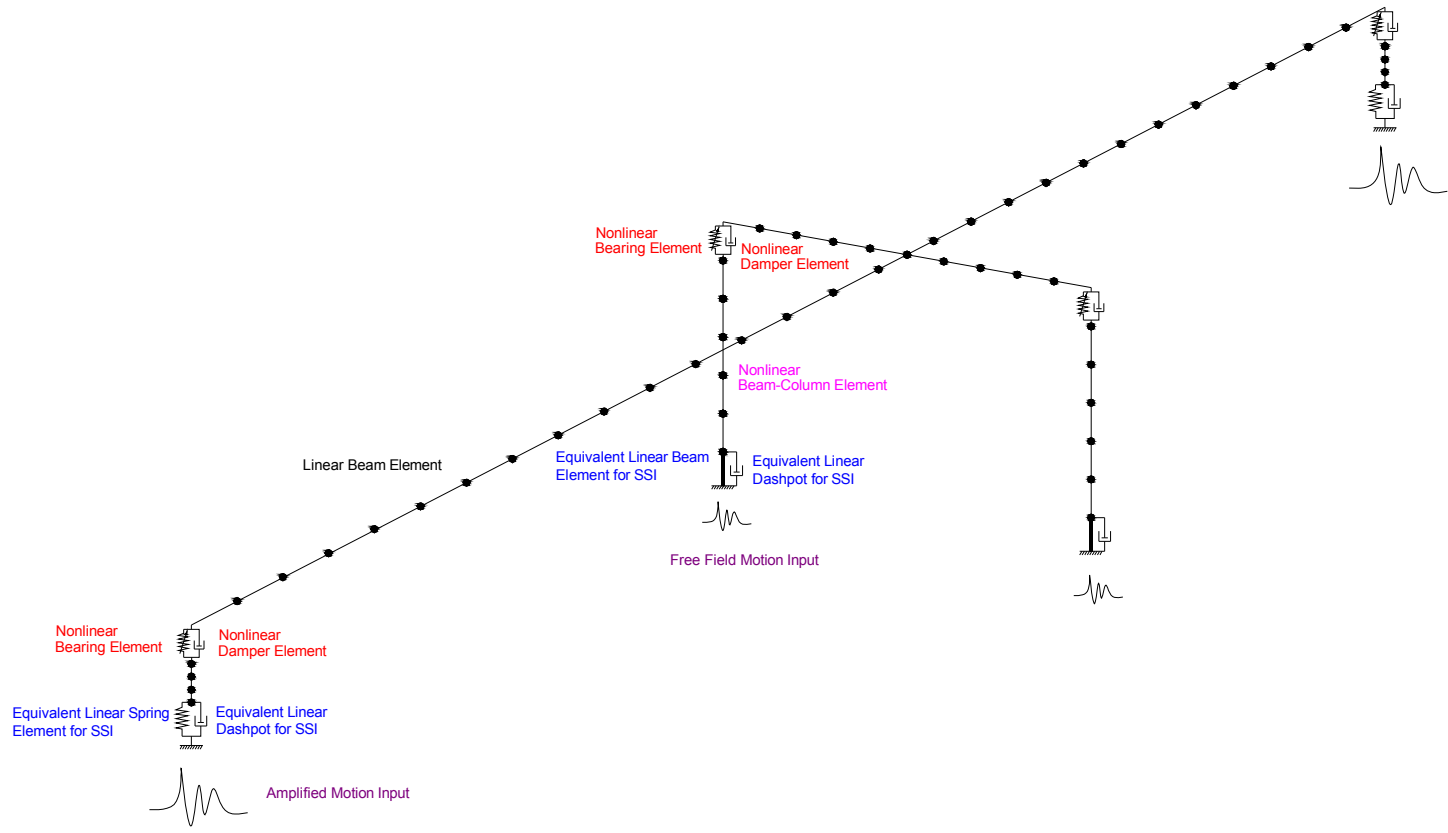 Nonlinear
Bearing Element
Nonlinear
Damper Element
Nonlinear
Beam-Column Element
Linear Beam Element
Equivalent Linear Beam
Element for SSI
Equivalent Linear
Dashpot for SSI
Free Field Motion Input
Nonlinear
Bearing Element
Nonlinear
Damper Element
Equivalent Linear Spring
Element for SSI
Equivalent Linear
Dashpot for SSI
Amplified Motion Input